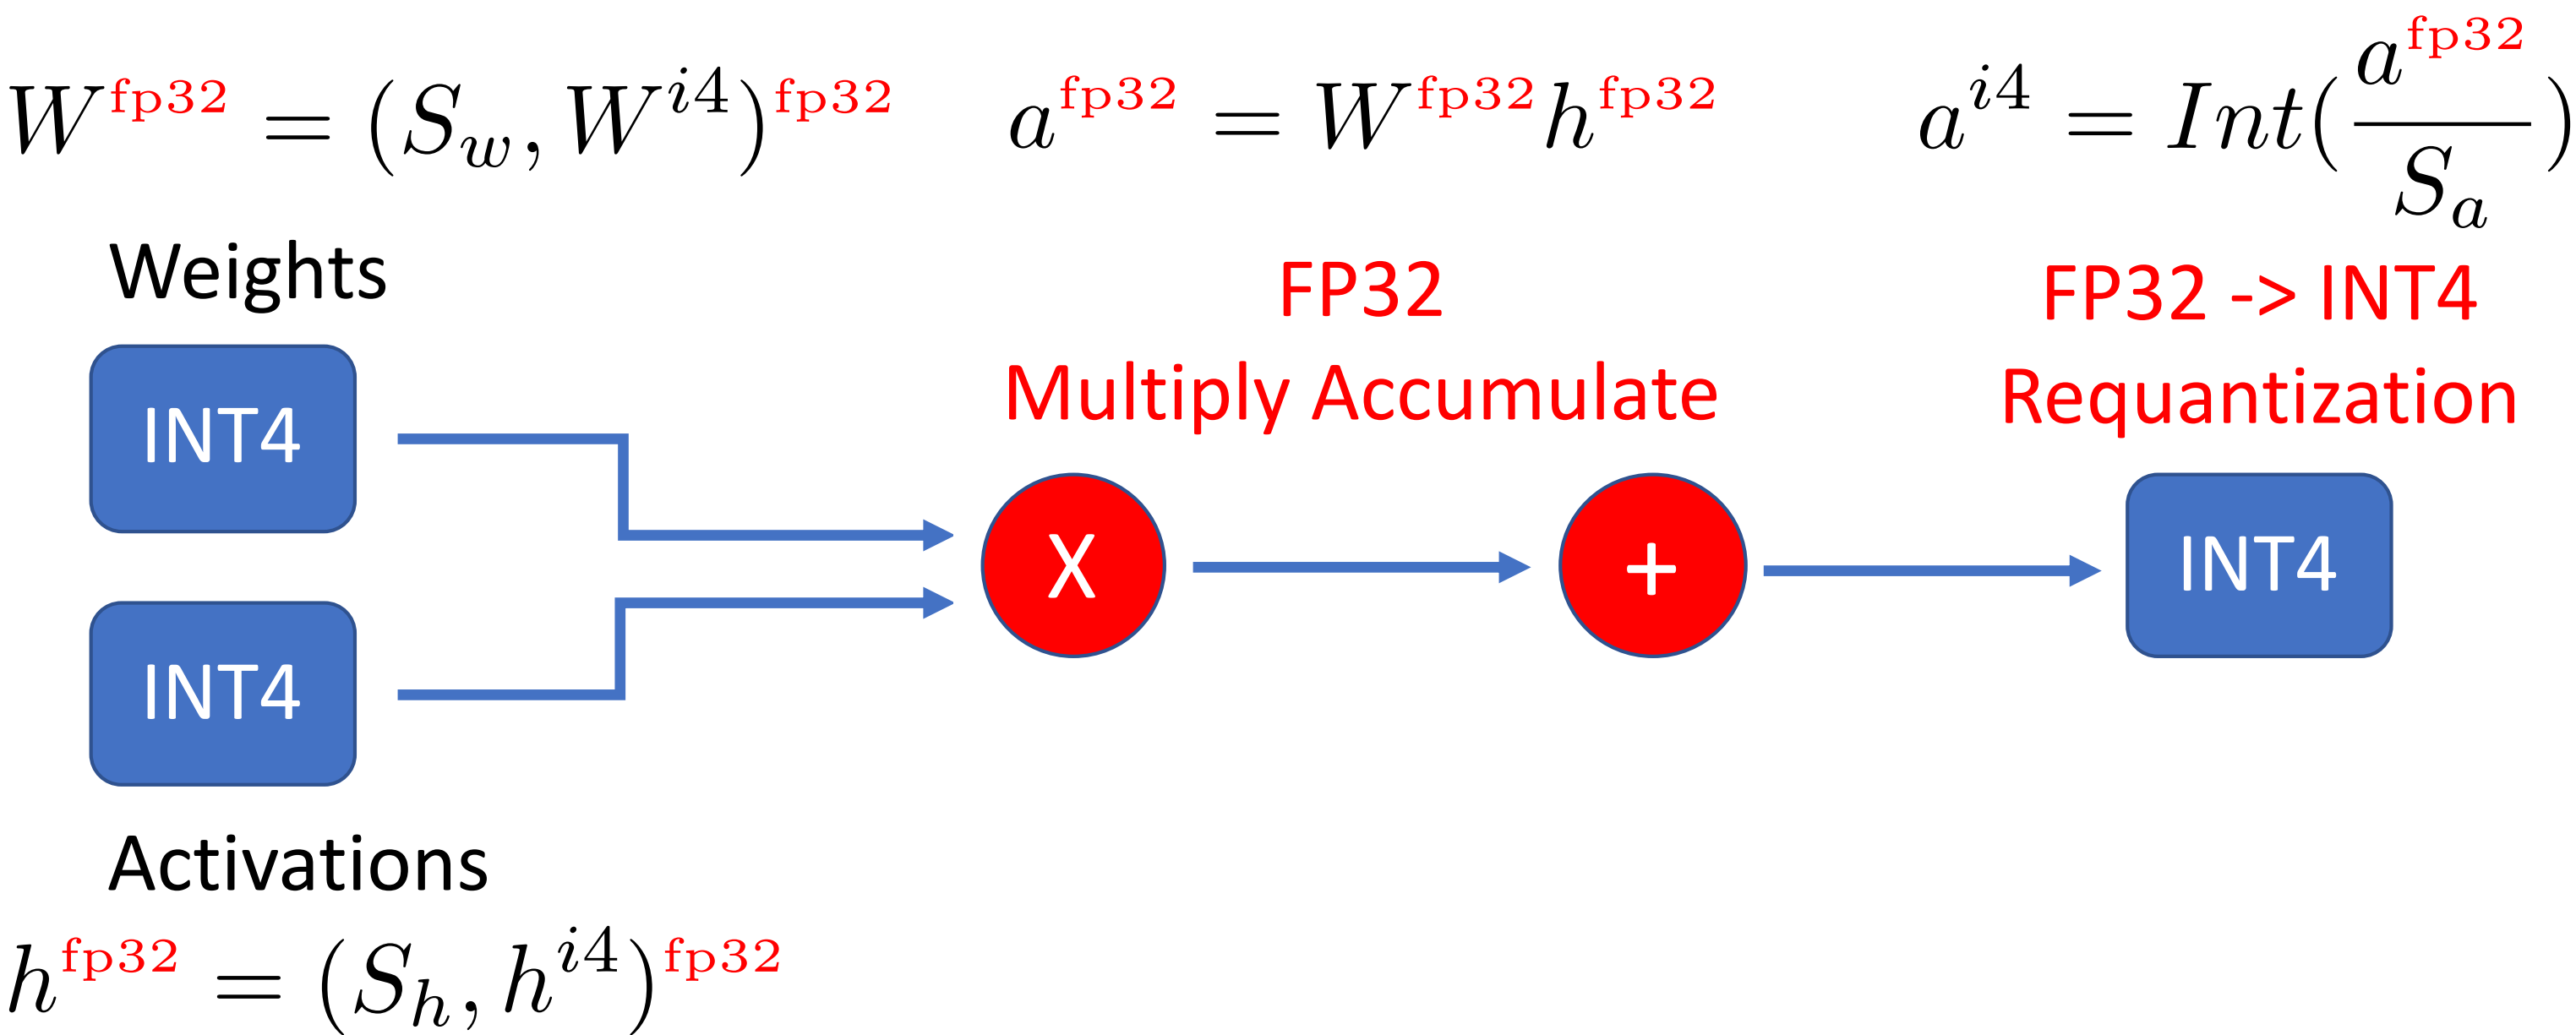 W^{fp32} = (S_w, W^{i4})^{fp32}
a^{fp32} = W^{fp32}h^{fp32}
a^{i4} = Int(\frac{a^{fp32}}{S_a})
Weights
FP32
Multiply Accumulate
FP32 -> INT4
Requantization
INT4
INT4
X
+
INT4
Activations
h^{fp32} = (S_h, h^{i4})^{fp32}